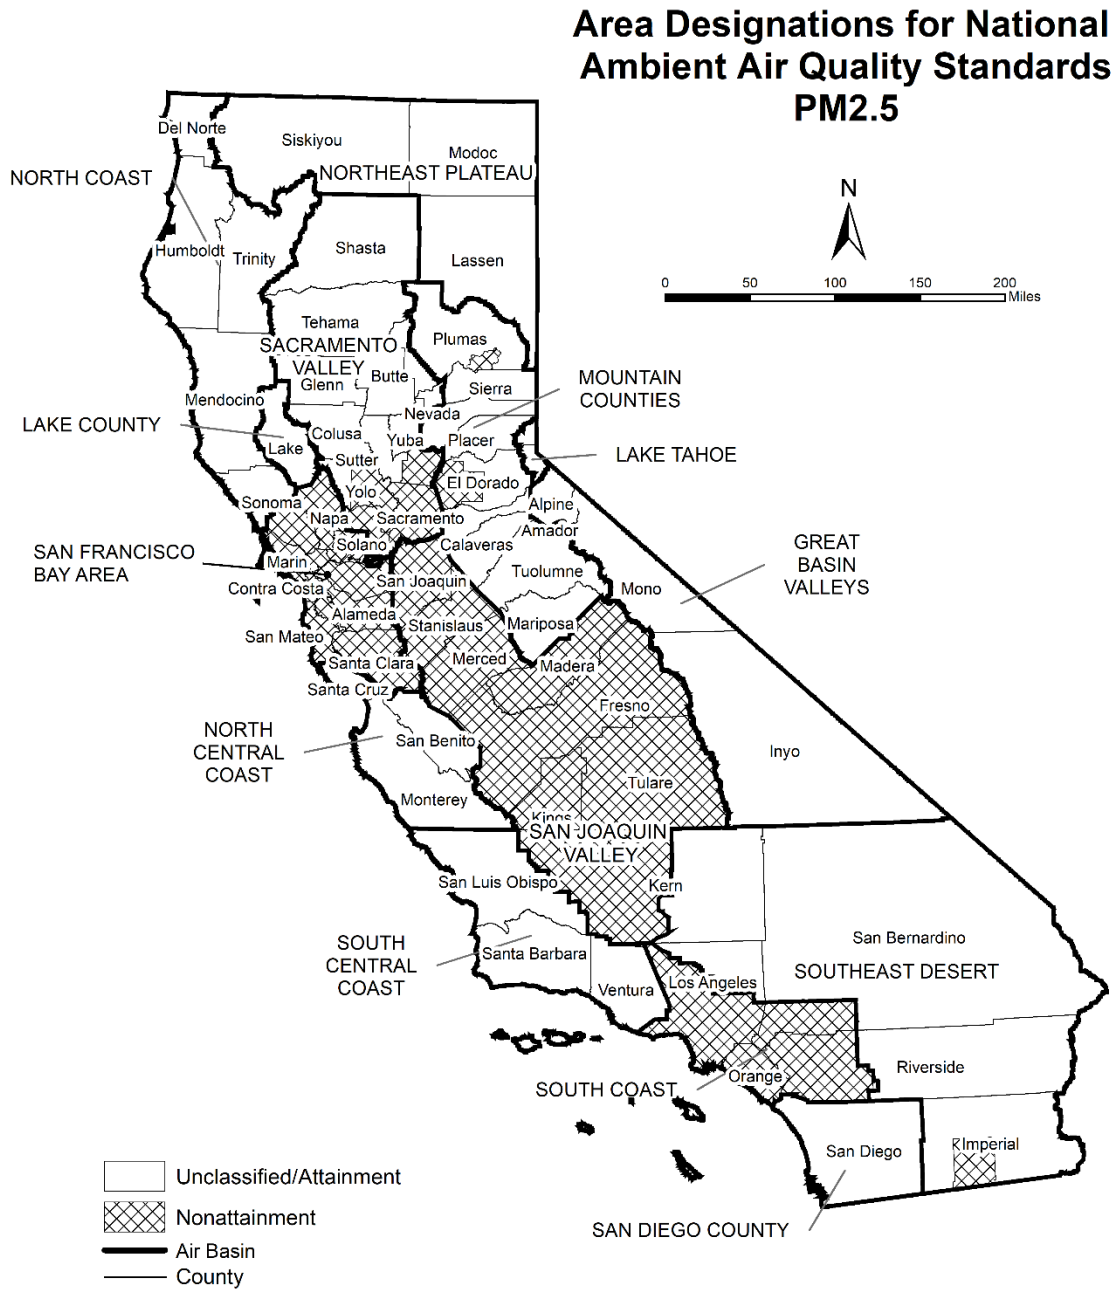 Area Designations for National
Ambient Air Quality Standards
PM2.5
Del Norte
Siskiyou
Modoc
NORTHEAST PLATEAU
NORTH COAST
N
Humboldt
Trinity
Shasta
Lassen
0 50 100 150 200
Miles
Tehama
Plumas
SACRAMENTO
VALLEY
Glenn
Butte
Sierra
MOUNTAIN
COUNTIES
Mendocino
Nevada
LAKE COUNTY
Lake
Colusa
Yuba
Placer
LAKE TAHOE
Sutter
El Dorado
Yolo
Sonoma
Napa
Sacramento
Alpine
Amador
SAN FRANCISCO
BAY AREA
Solano
Calaveras
GREAT
BASIN
VALLEYS
Marin
Contra Costa
San Joaquin
Tuolumne
Mono
Alameda
Stanislaus
Mariposa
San Mateo
Santa Clara
Merced
Madera
Santa Cruz
Fresno
NORTH
CENTRAL
COAST
San Benito
Inyo
Tulare
Monterey
Kings
SAN JOAQUIN
VALLEY
San Luis Obispo
Kern
SOUTH
CENTRAL
COAST
Santa Barbara
San Bernardino
SOUTHEAST DESERT
Ventura
Los Angeles
SOUTH COAST
Orange
Riverside
San Diego
Imperial
SAN DIEGO COUNTY
Unclassified/Attainment
Nonattainment
Air Basin
County